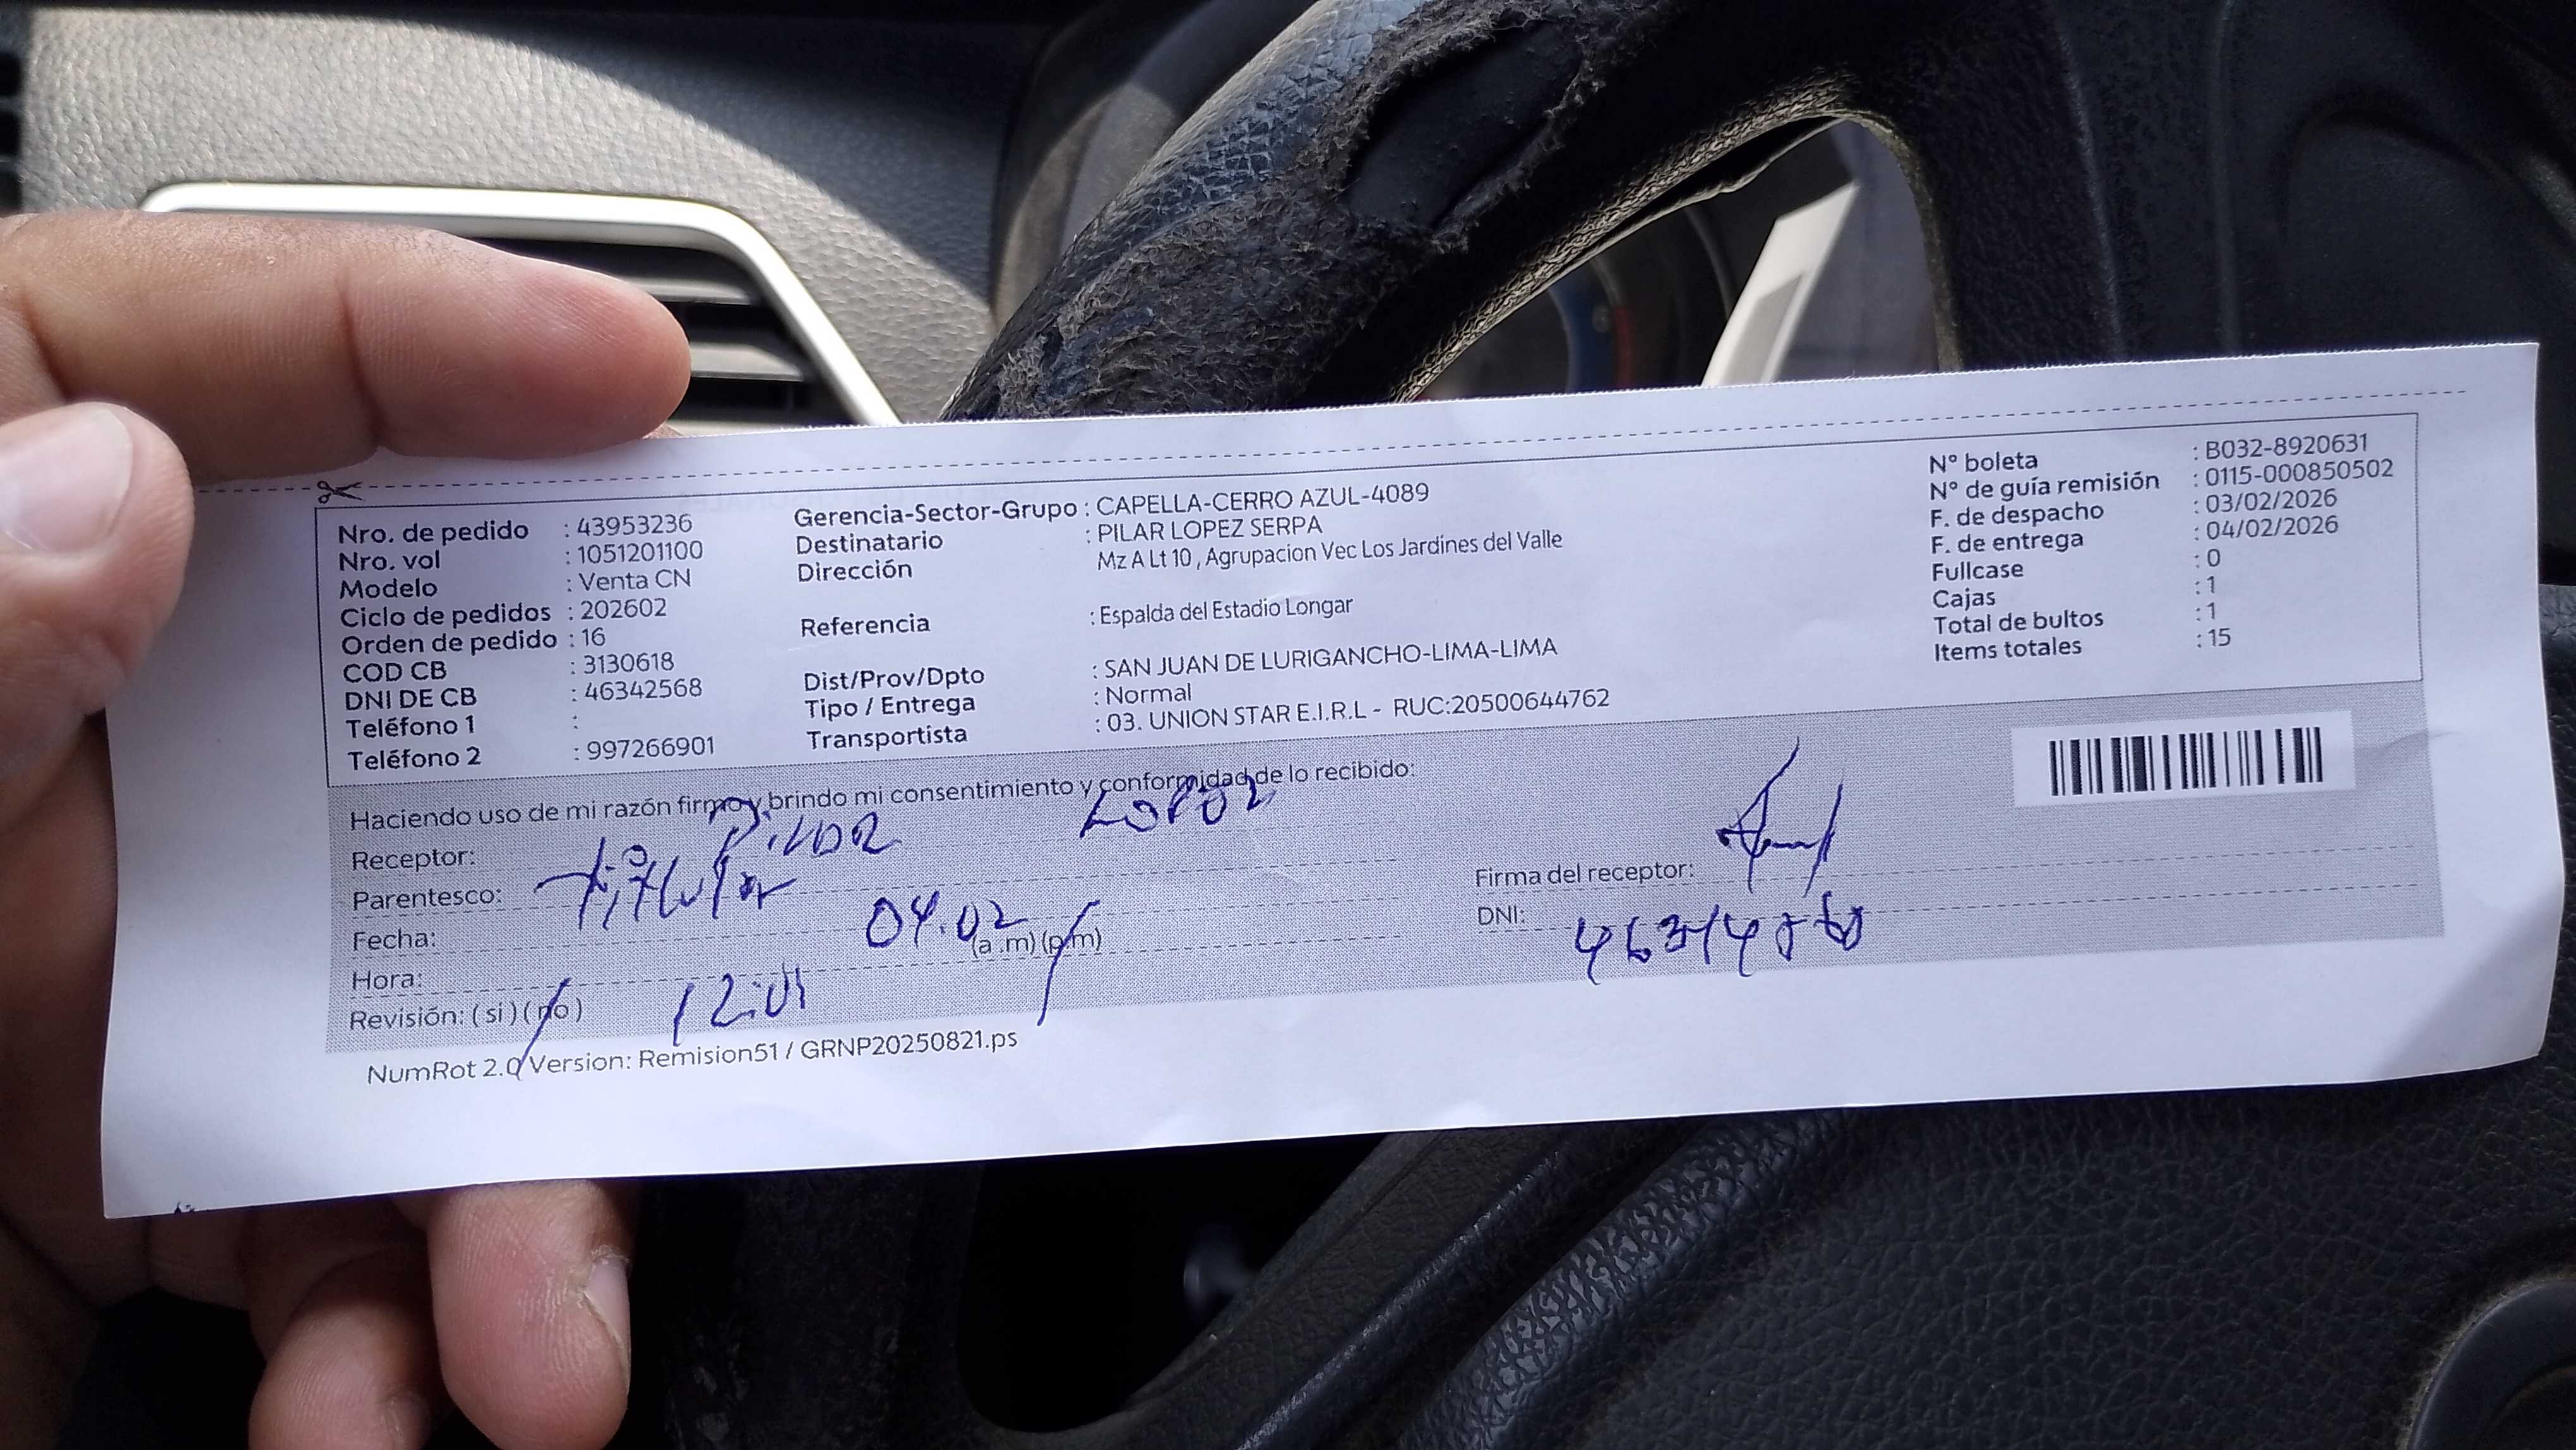 Nro. de pedido : 43953236
Nro. vol : 1051201100
Modelo : Venta CN
Ciclo de pedidos : 202602
Orden de pedido : 16
COD CB : 3130618
DNI DE CB : 46342568
Teléfono 1 :
Teléfono 2 : 997266901
Gerencia-Sector-Grupo : CAPELLA-CERRO AZUL-4089
Destinatario : PILAR LOPEZ SERPA
Dirección Mz A Lt 10 , Agrupacion Vec Los Jardines del Valle
Referencia : Espalda del Estadio Longar
Dist/Prov/Dpto : SAN JUAN DE LURIGANCHO-LIMA-LIMA
Tipo / Entrega : Normal
Transportista : 03. UNION STAR E.I.R.L - RUC:20500644762
N° boleta : B032-8920631
N° de guía remisión : 0115-000850502
F. de despacho : 03/02/2026
F. de entrega : 04/02/2026
Fullcase : 0
Cajas : 1
Total de bultos : 1
Items totales : 15
Haciendo uso de mi razón firmo y brindo mi consentimiento y conformidad de lo recibido:
Receptor: Pilar Lopez
Parentesco: Titular
Fecha: 04.02
Hora: 12:01 (a .m) (p.m)
Revisión: ( si ) ( no )
Firma del receptor:
DNI:
NumRot 2.0 Version: Remision51 / GRNP20250821.ps